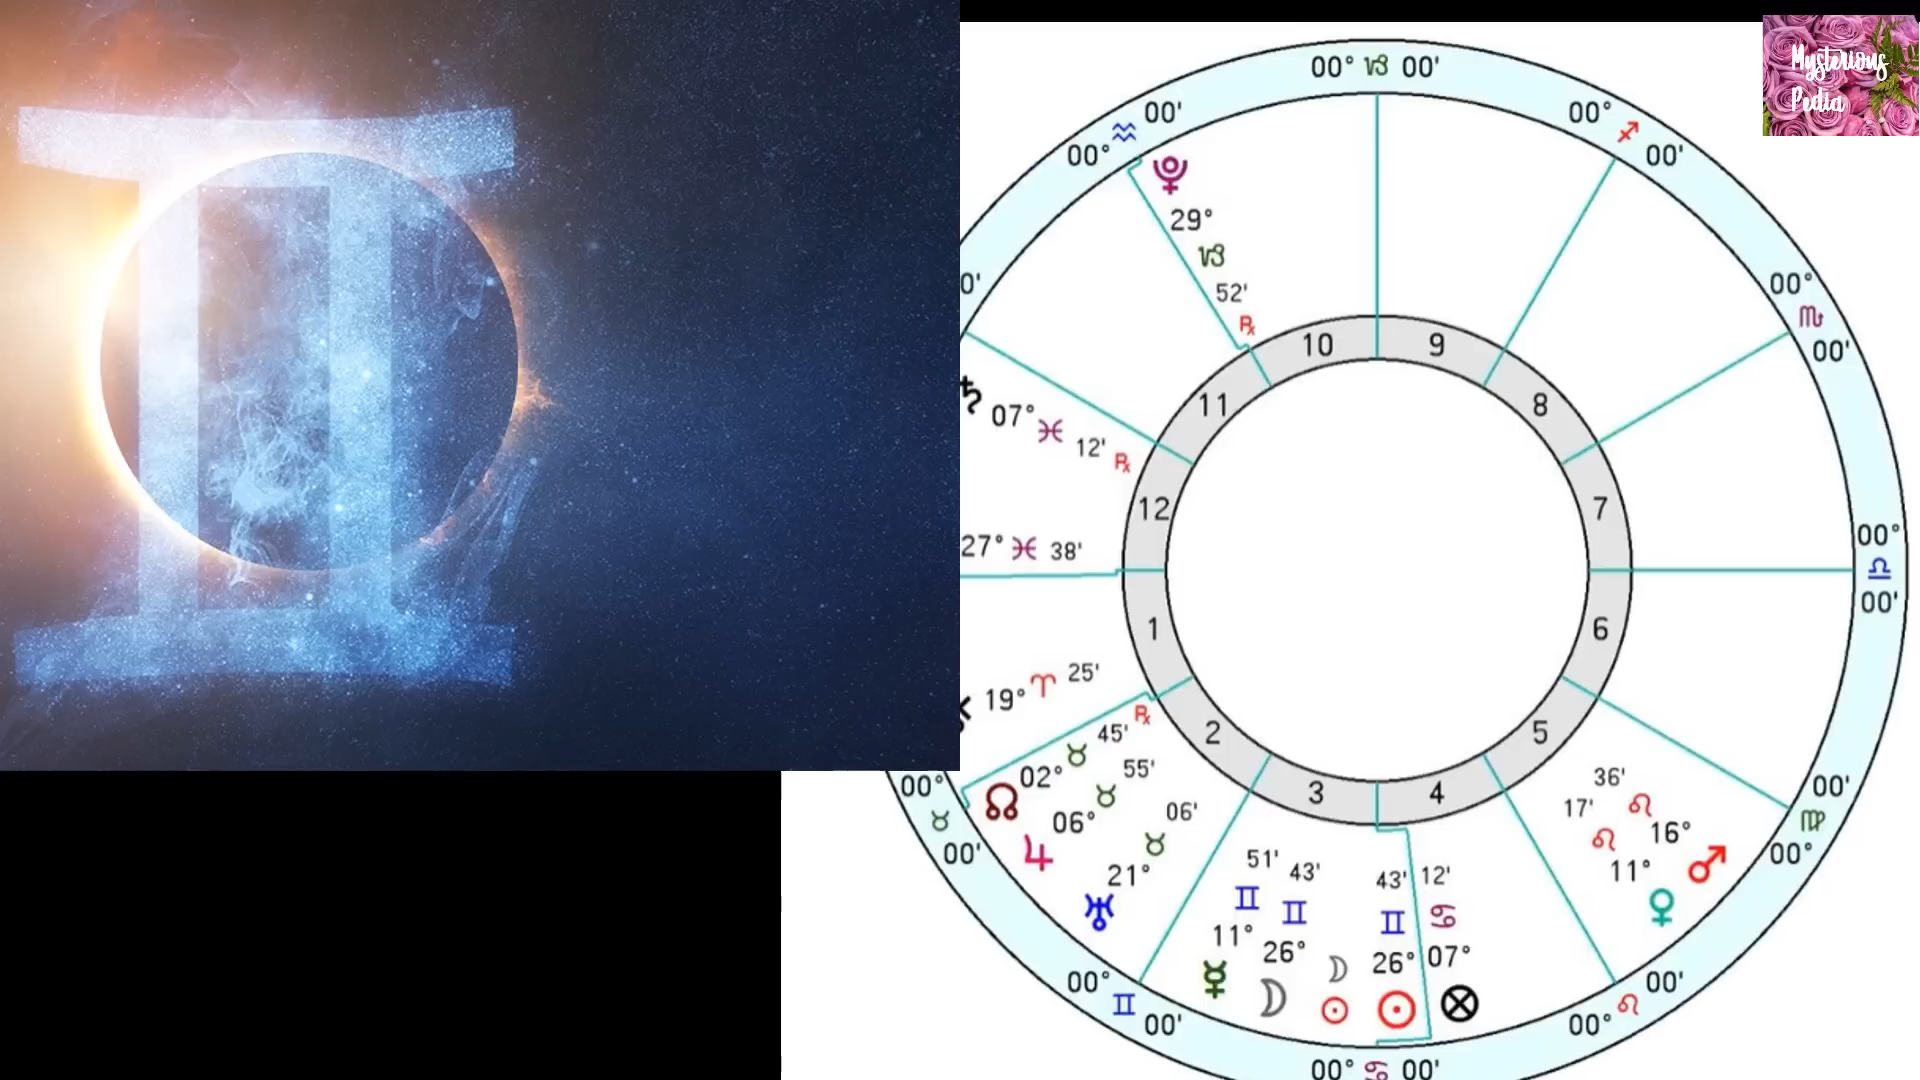 Mysterious
Pedia
00° ♑ 00'
00° ♒ 00'
00° ♐ 00'
00° ♏ 00'
00° ♎ 00'
00° ♍ 00'
00° ♌ 00'
00° ♋ 00'
00° ♊ 00'
00° ♉ 00'
0'
♇ 29° ♑ 52' ℞
♄ 07° ♓ 12' ℞
27° ♓ 38'
19° ♈ 25'
☊ 02° ♉ 45' ℞
♃ 06° ♉ 55'
♅ 21° ♉ 06'
☿ 11° ♊ 51'
☽ 26° ♊ 43'
☽
☉
☉ 26° ♊ 43'
⊗ 07° ♋ 12'
♀ 11° ♌ 17'
♂ 16° ♌ 36'
10
9
11
8
12
7
1
6
2
5
3
4